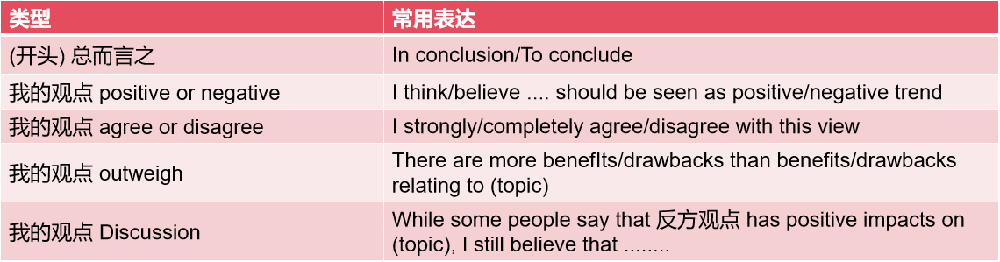 类型 常用表达
(开头) 总而言之 In conclusion/To conclude
我的观点 positive or negative I think/believe .... should be seen as positive/negative trend
我的观点 agree or disagree I strongly/completely agree/disagree with this view
我的观点 outweigh There are more benefIts/drawbacks than benefits/drawbacks
relating to (topic)
我的观点 Discussion While some people say that 反方观点 has positive impacts on
(topic), I still believe that ........